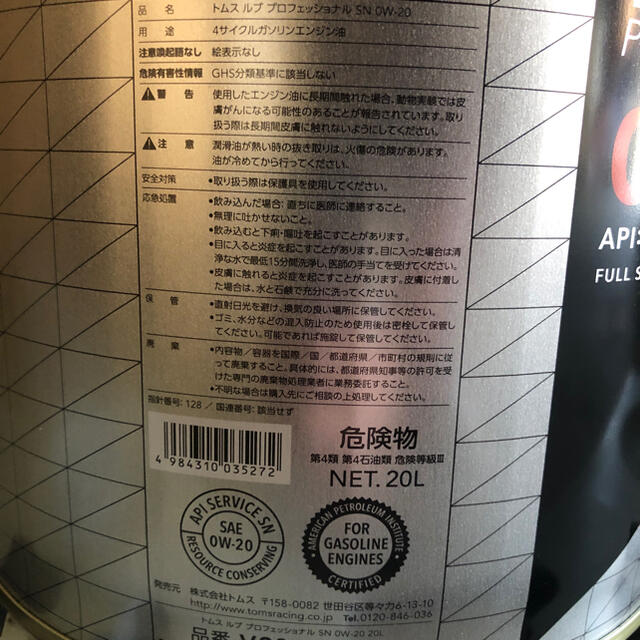 品名 トムス ルブ プロフェッショナル SN 0W-20
用途 4サイクルガソリンエンジン油
注意喚起語なし 絵表示なし
危険有害性情報 GHS分類基準に該当しない
警告 使用したエンジン油に長期間触れた場合、動物実験では皮
膚がんになる可能性のあることが報告されています。取
り扱う際は長期間皮膚に触れないようにしてください。
注意 潤滑油が熱い時の抜き取りは、火傷の危険があります。
油が冷めてから行ってください。
安全対策 •取り扱う際は保護具を使用してください。
応急処置 •飲み込んだ場合: 直ちに医師に連絡すること。
•無理に吐かせないこと。
•飲み込むと下痢・嘔吐を起こすことがあります。
•目に入ると炎症を起こすことがあります。目に入った場合は清
浄な水で最低15分間洗浄し、医師の手当てを受けてください。
•皮膚に触れると炎症を起こすことがあります。皮膚に付着し
た場合は、水と石鹸で充分に洗ってください。
保管 •直射日光を避け、換気の良い場所に保管してください。
•ゴミ、水分などの混入防止のため使用後は密栓して保管し
てください。可能であれば施錠して保管してください。
廃棄 •内容物/容器を国際/国/都道府県/市町村の規則に従
って廃棄すること。具体的には、都道府県知事等の許可を受
けた専門の廃棄物処理業者に業務委託すること。
•不明な場合は購入先にご相談の上処理してください。
指針番号: 128 / 国連番号: 該当せず
4 984310 035272
危険物
第4類 第4石油類 危険等級Ⅲ
NET. 20L
API SERVICE SN
SAE
0W-20
RESOURCE CONSERVING
AMERICAN PETROLEUM INSTITUTE
FOR
GASOLINE
ENGINES
CERTIFIED
発売元 株式会社トムス 〒158-0082 世田谷区等々力6-13-10
http://www.tomsracing.co.jp Tel.0120-846-036
トムス ルブ プロフェッショナル SN 0W-20 20L
品番
P
0
API:
FULL S